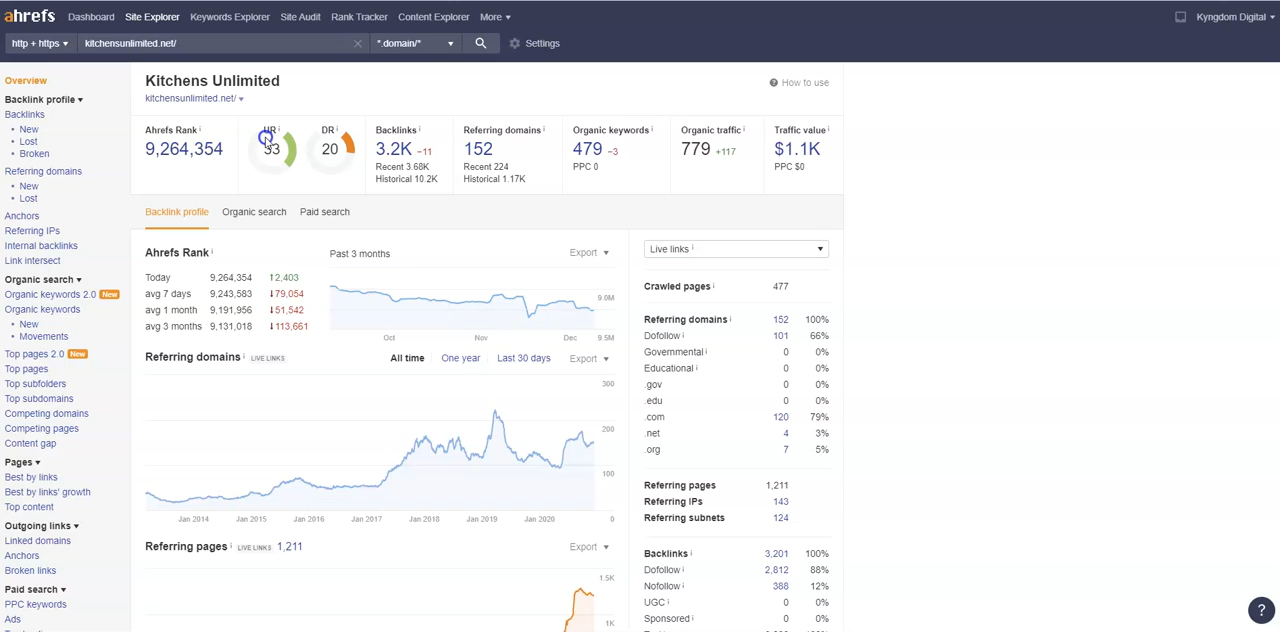 ahrefs Dashboard Site Explorer Keywords Explorer Site Audit Rank Tracker Content Explorer More ▾ Kyngdom Digital ▾
http + https ▾ kitchensunlimited.net/ × *.domain/* ▾ Settings
Overview
Backlink profile ▾
Backlinks
• New
• Lost
• Broken
Referring domains
• New
• Lost
Anchors
Referring IPs
Internal backlinks
Link intersect
Organic search ▾
Organic keywords 2.0 New
Organic keywords
• New
• Movements
Top pages 2.0 New
Top pages
Top subfolders
Top subdomains
Competing domains
Competing pages
Content gap
Pages ▾
Best by links
Best by links' growth
Top content
Outgoing links ▾
Linked domains
Anchors
Broken links
Paid search ▾
PPC keywords
Ads
Kitchens Unlimited
kitchensunlimited.net/ ▾
? How to use
Ahrefs Rank i
9,264,354
UR i
33
DR i
20
Backlinks i
3.2K -11
Recent 3.68K
Historical 10.2K
Referring domains i
152
Recent 224
Historical 1.17K
Organic keywords i
479 -3
PPC 0
Organic traffic i
779 +117
Traffic value i
$1.1K
PPC $0
Backlink profile Organic search Paid search
Ahrefs Rank i Past 3 months Export ▾
Today 9,264,354 ↑2,403
avg 7 days 9,243,583 ↓79,054
avg 1 month 9,191,956 ↓51,542
avg 3 months 9,131,018 ↓113,661
9.0M
Oct Nov Dec 9.5M
Referring domains i LIVE LINKS All time One year Last 30 days Export ▾
300
200
100
Jan 2014 Jan 2015 Jan 2016 Jan 2017 Jan 2018 Jan 2019 Jan 2020 0
Referring pages i LIVE LINKS 1,211 Export ▾
1.5K
1K
Live links i ▾
Crawled pages i 477
Referring domains i 152 100%
Dofollow i 101 66%
Governmental i 0 0%
Educational i 0 0%
.gov 0 0%
.edu 0 0%
.com 120 79%
.net 4 3%
.org 7 5%
Referring pages 1,211
Referring IPs 143
Referring subnets 124
Backlinks i 3,201 100%
Dofollow i 2,812 88%
Nofollow i 388 12%
UGC i 0 0%
Sponsored i 0 0%
?